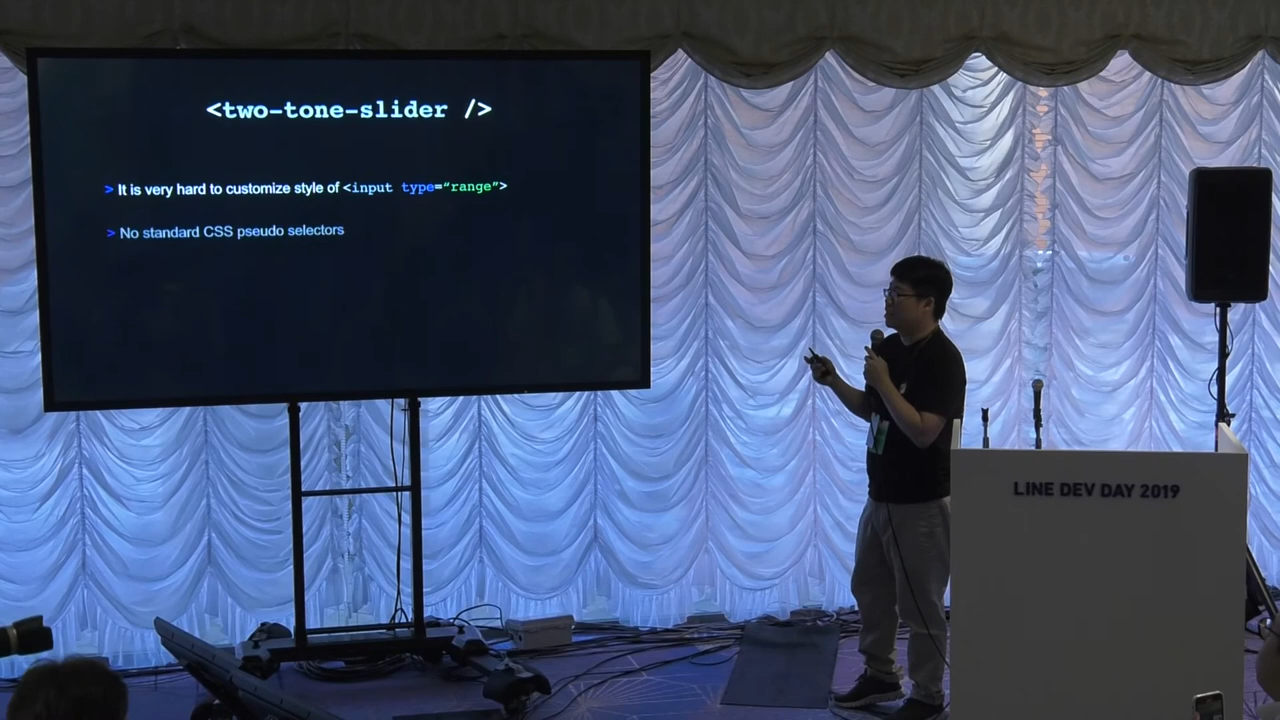 <two-tone-slider />
> It is very hard to customize style of <input type=“range”>
> No standard CSS pseudo selectors
LINE DEV DAY 2019